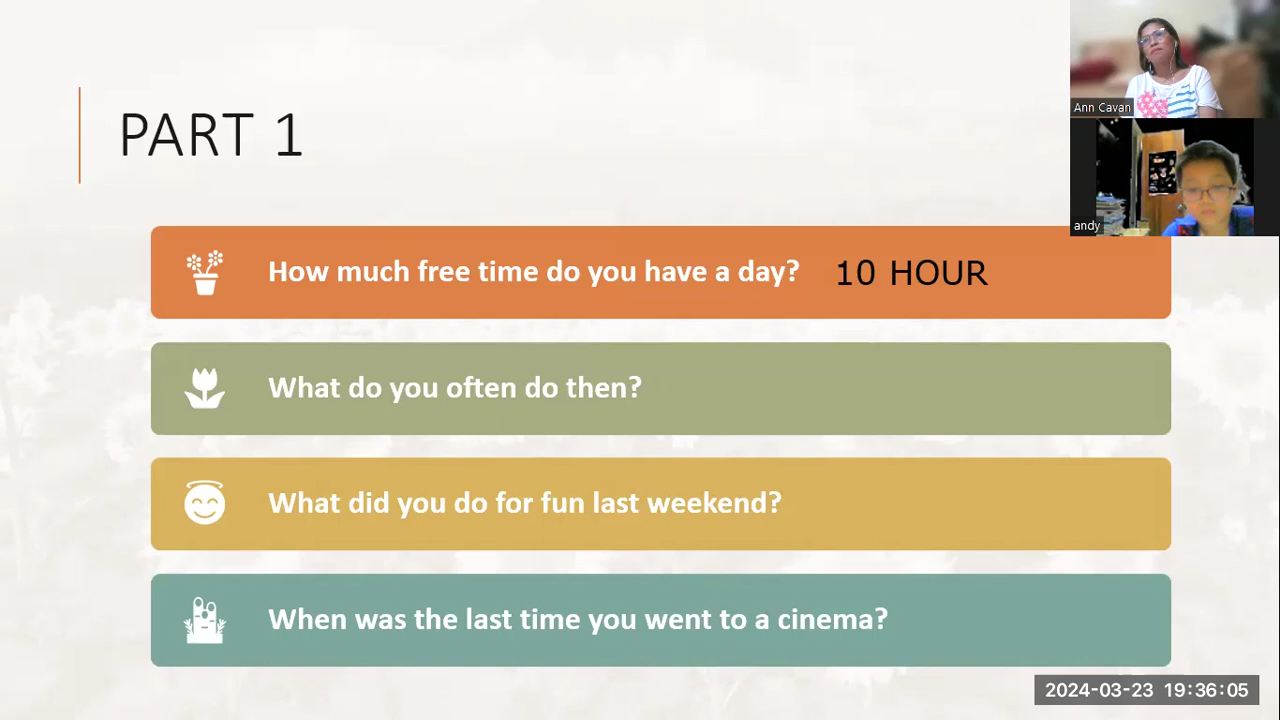 Ann Cavan
PART 1
andy
How much free time do you have a day? 10 HOUR
What do you often do then?
What did you do for fun last weekend?
When was the last time you went to a cinema?
2024-03-23 19:36:05